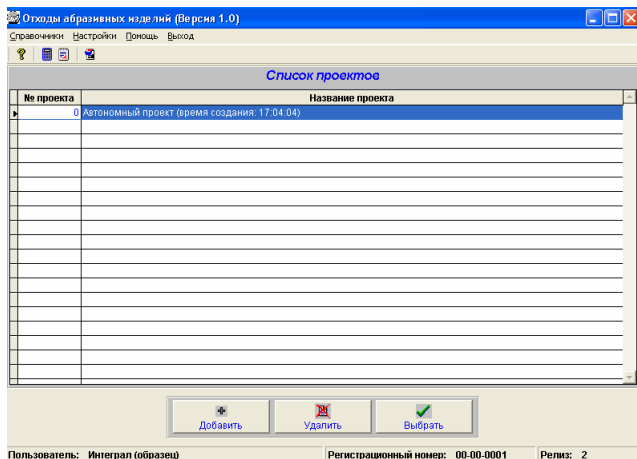 Отходы абразивных изделий (Версия 1.0)
Справочники Настройки Помощь Выход
Список проектов
№ проекта Название проекта
0 Автономный проект (время создания: 17:04:04)
Добавить Удалить Выбрать
Пользователь: Интеграл (образец) Регистрационный номер: 00-00-0001 Релиз: 2